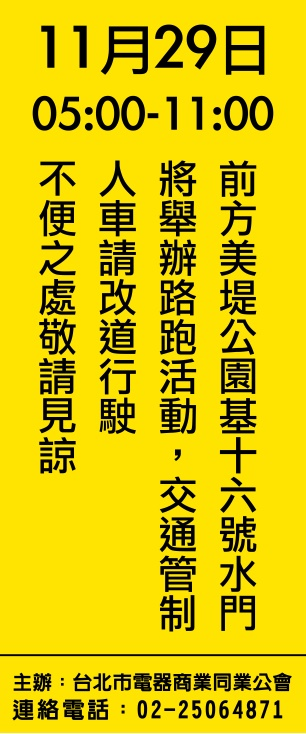 11月29日
05:00-11:00
前方美堤公園基十六號水門
將舉辦路跑活動，交通管制
人車請改道行駛
不便之處敬請見諒
主辦：台北市電器商業同業公會
連絡電話：02-25064871